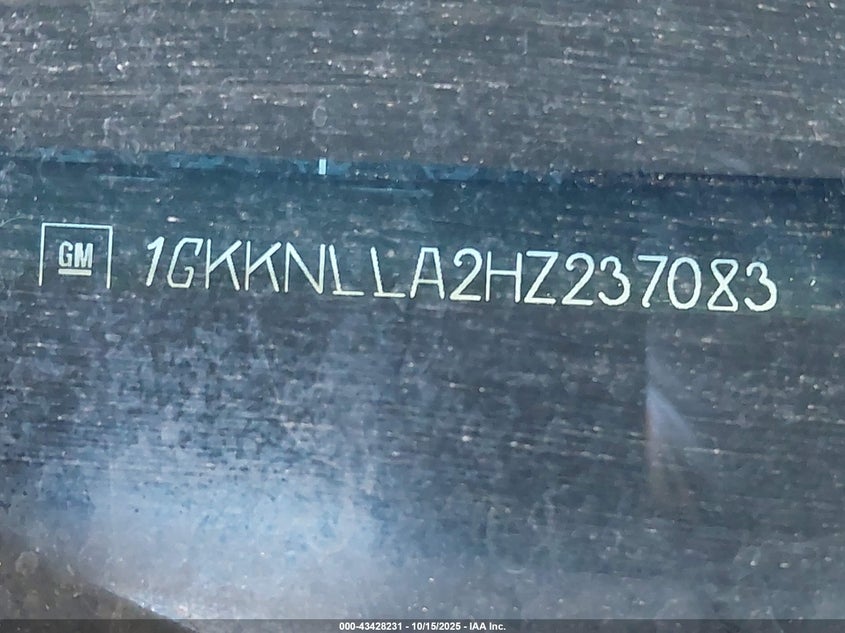 GM 1GKKNLLA2HZ237083
000-43428231 - 10/15/2025 - IAA Inc.